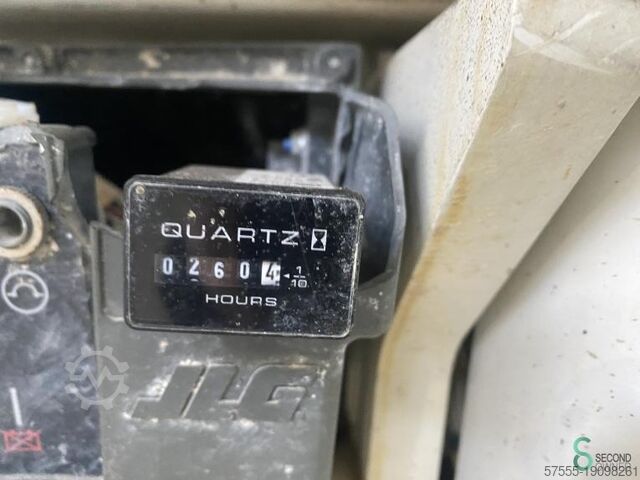 QUARTZ
02604 1/10
HOURS
JLG
SECOND
57555-19098261